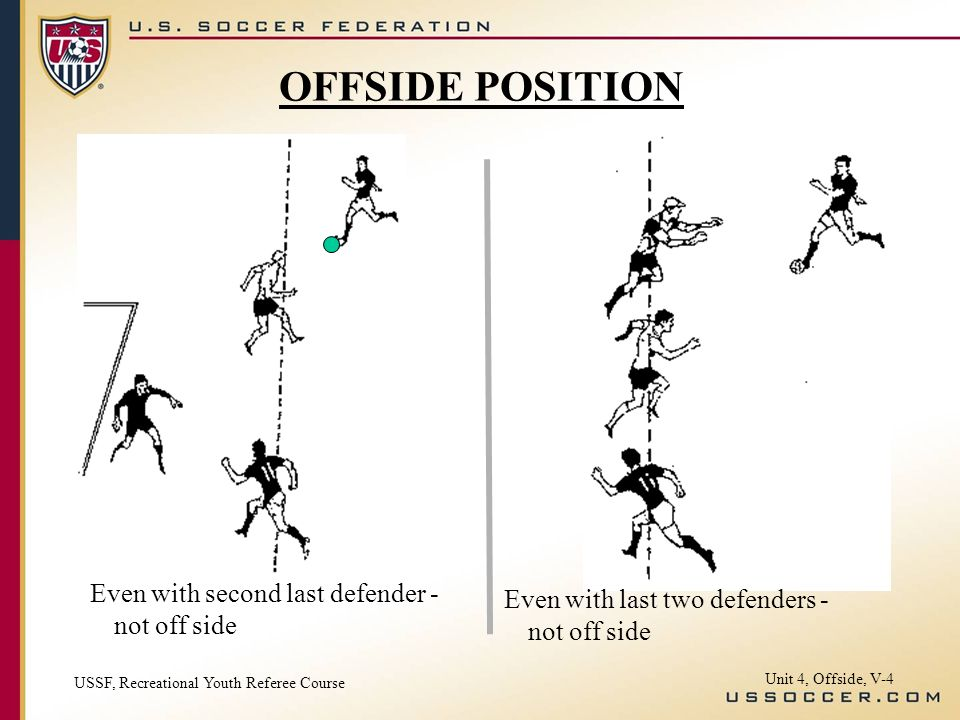 US
U.S. SOCCER FEDERATION
OFFSIDE POSITION
Even with second last defender -
not off side
Even with last two defenders -
not off side
USSF, Recreational Youth Referee Course
Unit 4, Offside, V-4
USSOCCER.COM